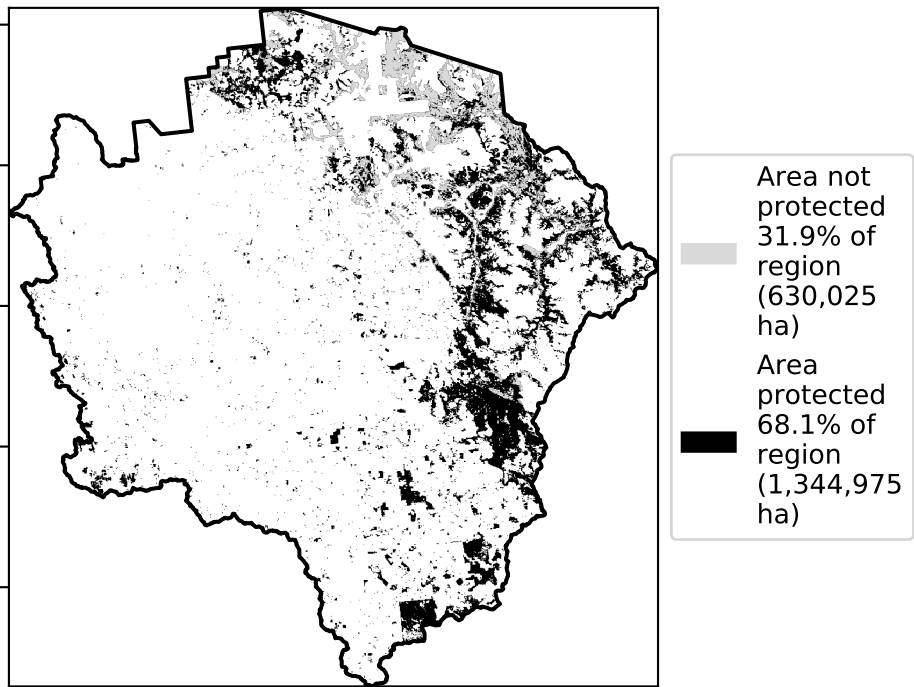 Area not
protected
31.9% of
region
(630,025
ha)
Area
protected
68.1% of
region
(1,344,975
ha)